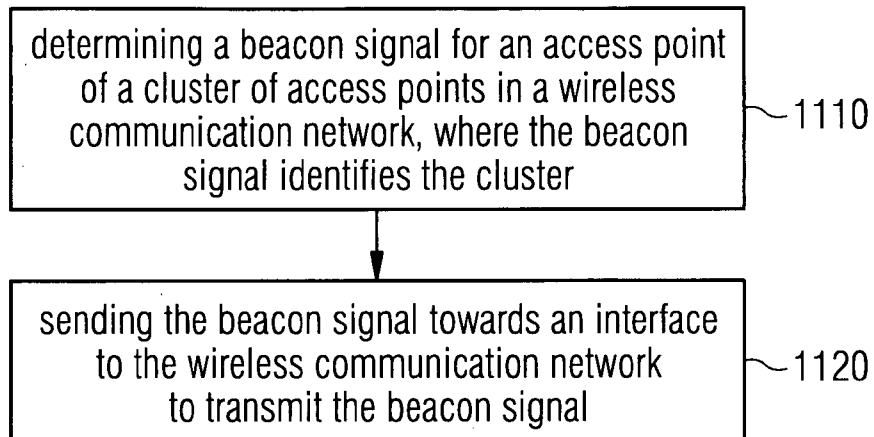 determining a beacon signal for an access point
of a cluster of access points in a wireless
communication network, where the beacon
signal identifies the cluster
1110
sending the beacon signal towards an interface
to the wireless communication network
to transmit the beacon signal
1120